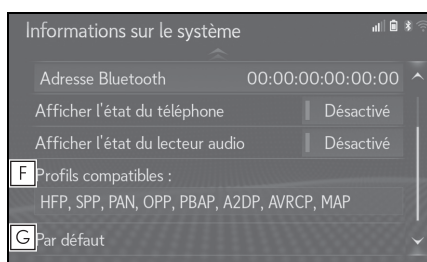 Informations sur le système
Adresse Bluetooth 00:00:00:00:00:00
Afficher l'état du téléphone Désactivé
Afficher l'état du lecteur audio Désactivé
F Profils compatibles :
HFP, SPP, PAN, OPP, PBAP, A2DP, AVRCP, MAP
G Par défaut